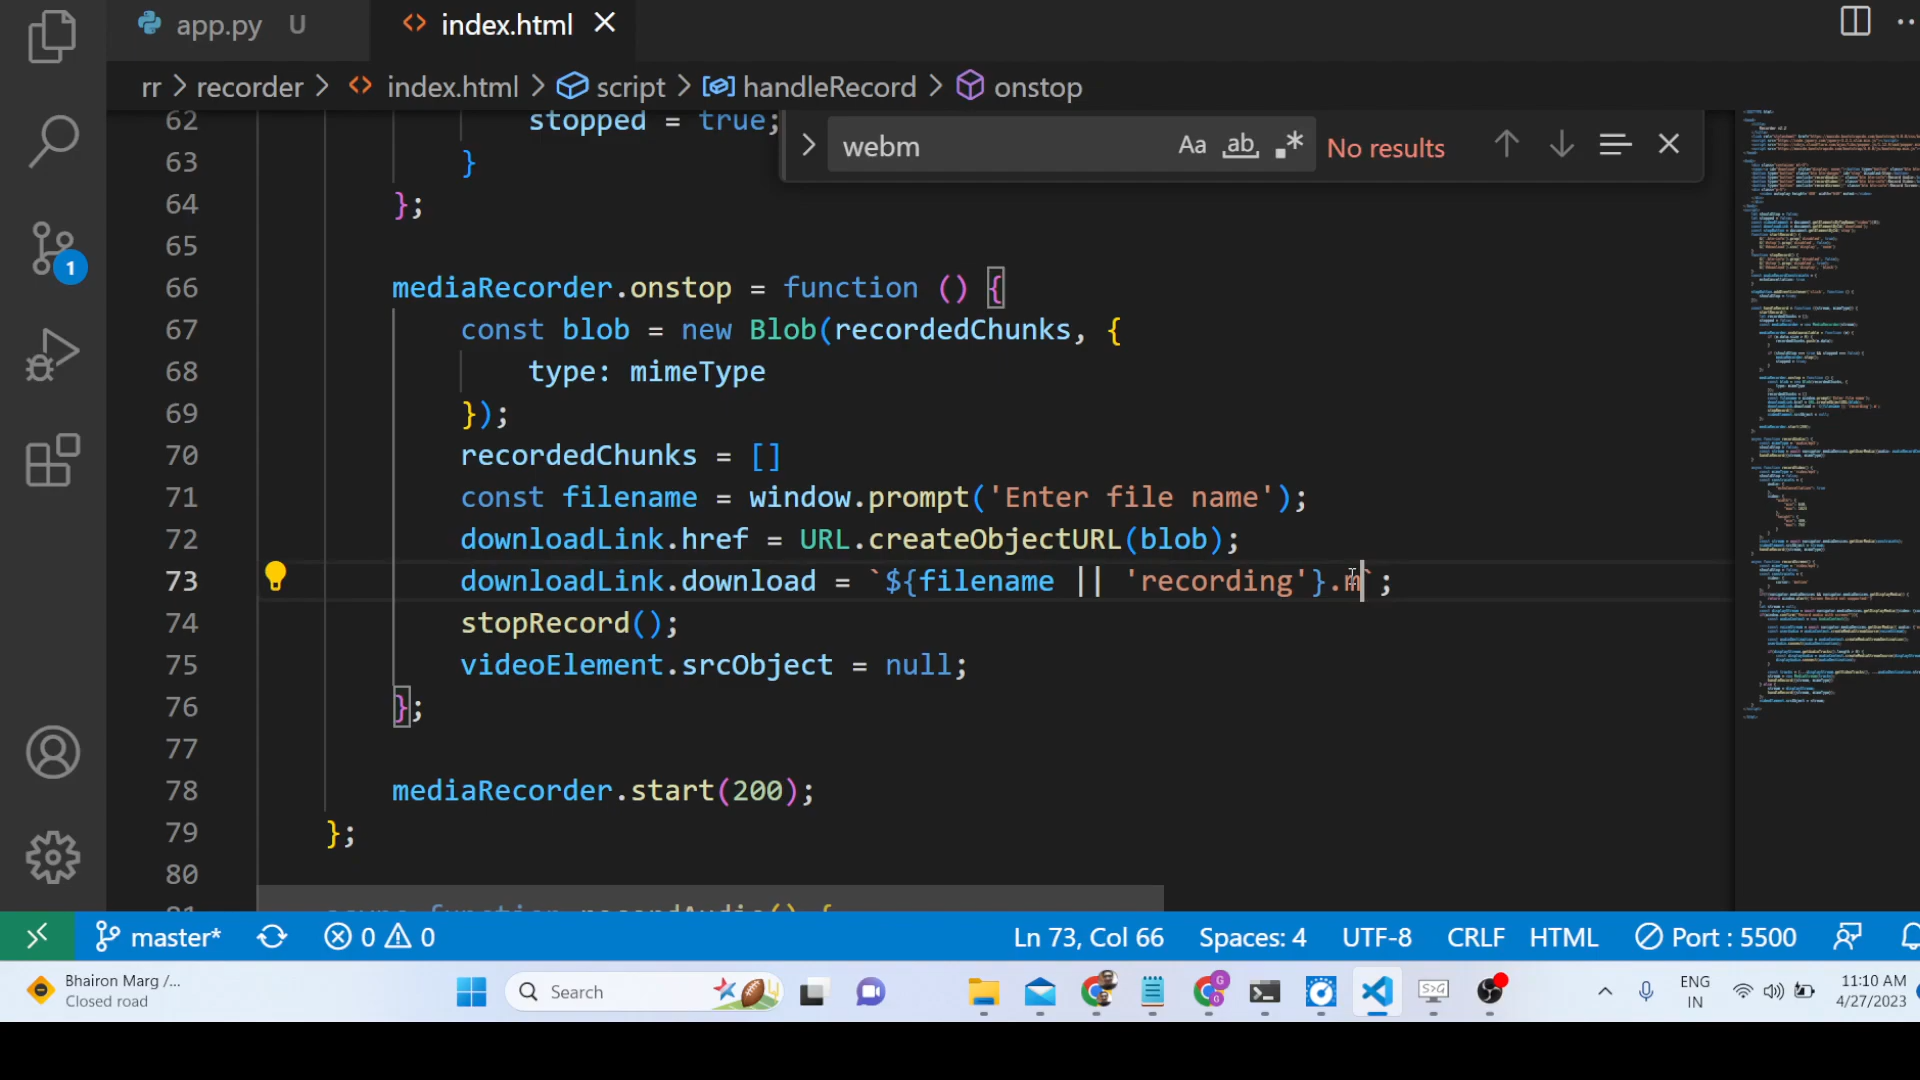 app.py U
index.html
rr > recorder > index.html > script > handleRecord > onstop
webm Aa ab No results
62 stopped = true;
63 }
64 };
65
66 mediaRecorder.onstop = function () {
67 const blob = new Blob(recordedChunks, {
68 type: mimeType
69 });
70 recordedChunks = []
71 const filename = window.prompt('Enter file name');
72 downloadLink.href = URL.createObjectURL(blob);
73 downloadLink.download = `${filename || 'recording'}.m`;
74 stopRecord();
75 videoElement.srcObject = null;
76 };
77
78 mediaRecorder.start(200);
79 };
80
1
master* 0 0 Ln 73, Col 66 Spaces: 4 UTF-8 CRLF HTML Port : 5500
Bhairon Marg /...
Closed road
Search
ENG
IN
11:10 AM
4/27/2023